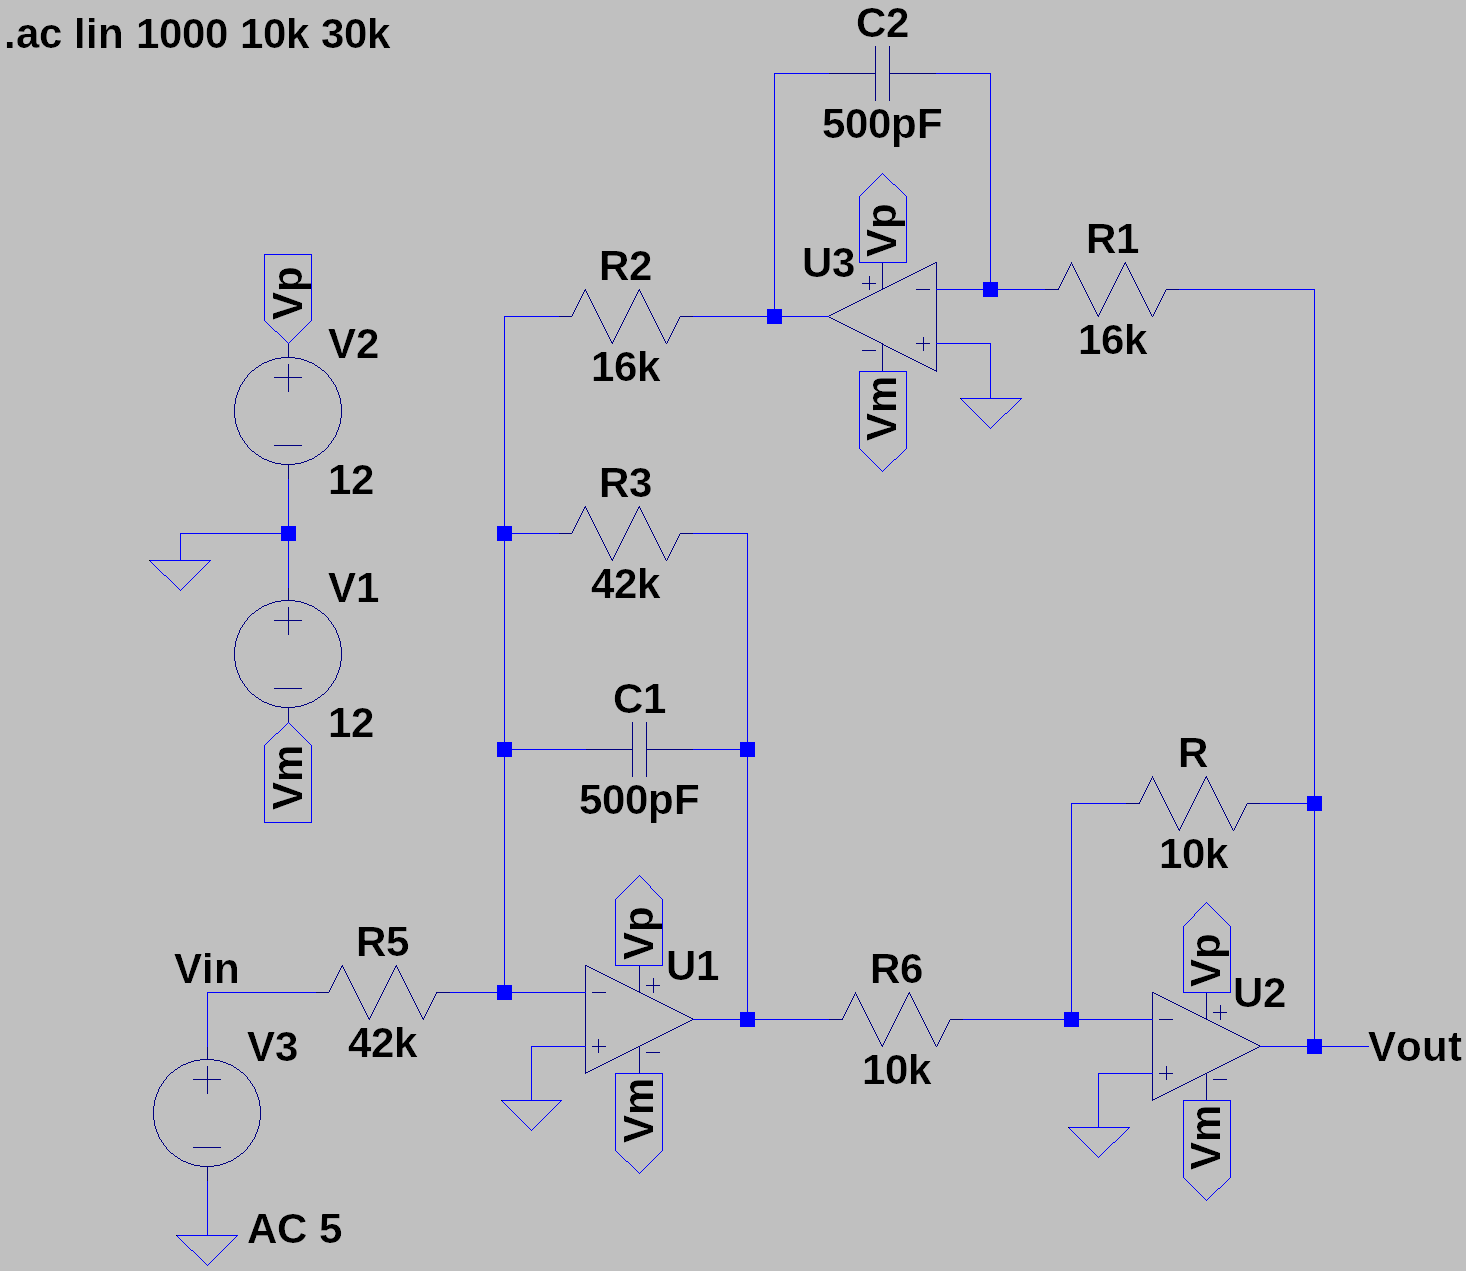 .ac lin 1000 10k 30k
C2
500pF
Vp
U3
R1
16k
Vm
R2
16k
Vp
V2
12
R3
42k
V1
12
Vm
C1
500pF
R
10k
Vp
U1
Vm
Vin
R5
42k
R6
10k
Vp
U2
Vm
Vout
V3
AC 5
+
−
+
−
+
−
+
−
+
−
+
−
+
−
+
−
+
−